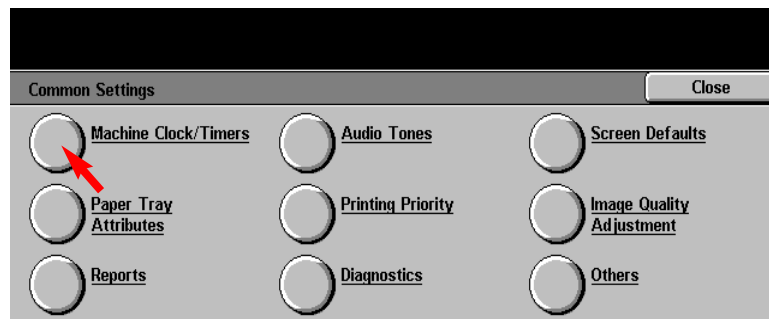 Common Settings
Close
Machine Clock/Timers
Audio Tones
Screen Defaults
Paper Tray
Attributes
Printing Priority
Image Quality
Adjustment
Reports
Diagnostics
Others